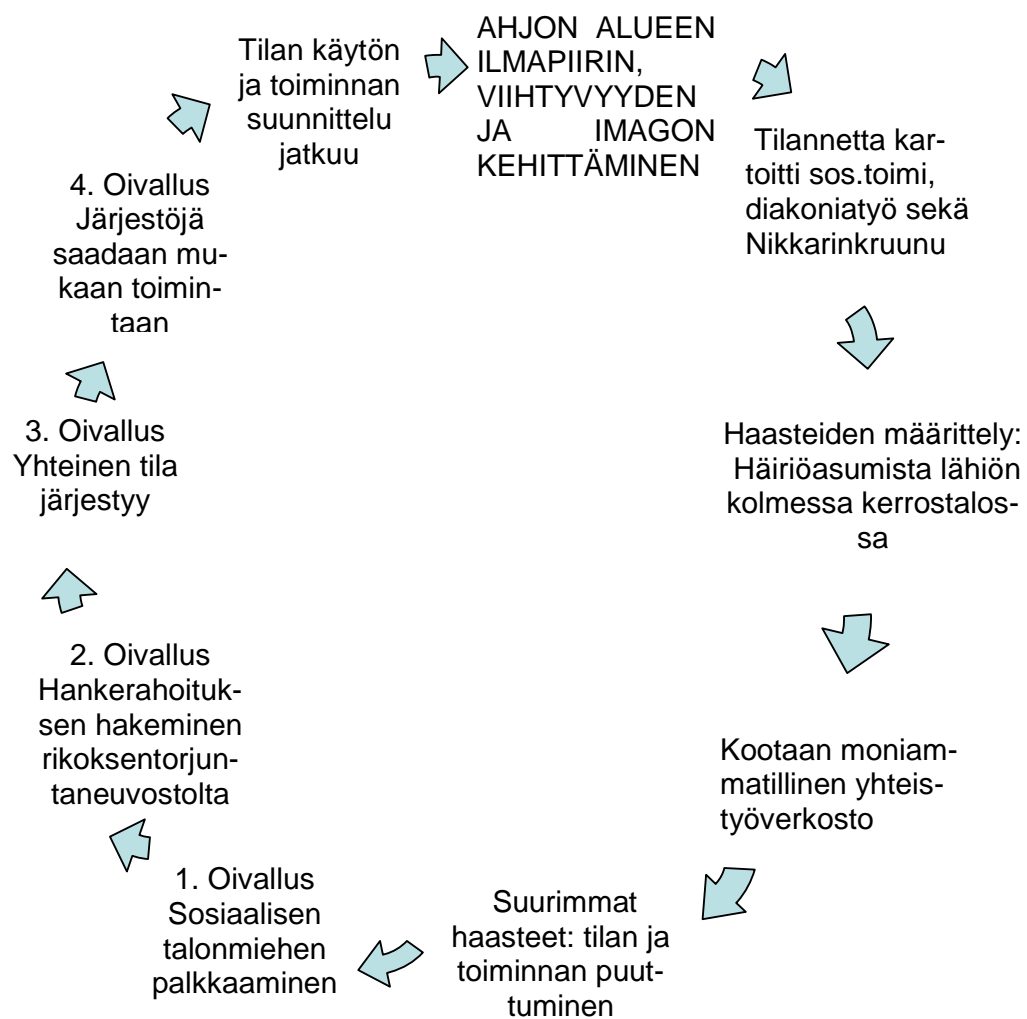 AHJON ALUEEN
ILMAPIIRIN,
VIIHTYVYYDEN
JA IMAGON
KEHITTÄMINEN
Tilannetta kar-
toitti sos.toimi,
diakoniatyö sekä
Nikkarinkruunu
Haasteiden määrittely:
Häiriöasumista lähiön
kolmessa kerrostalos-
sa
Kootaan moniam-
matillinen yhteis-
työverkosto
Suurimmat
haasteet: tilan ja
toiminnan puut-
tuminen
1. Oivallus
Sosiaalisen
talonmiehen
palkkaaminen
2. Oivallus
Hankerahoituk-
sen hakeminen
rikoksentorjun-
taneuvostolta
3. Oivallus
Yhteinen tila
järjestyy
4. Oivallus
Järjestöjä
saadaan mu-
kaan toimin-
taan
Tilan käytön
ja toiminnan
suunnittelu
jatkuu